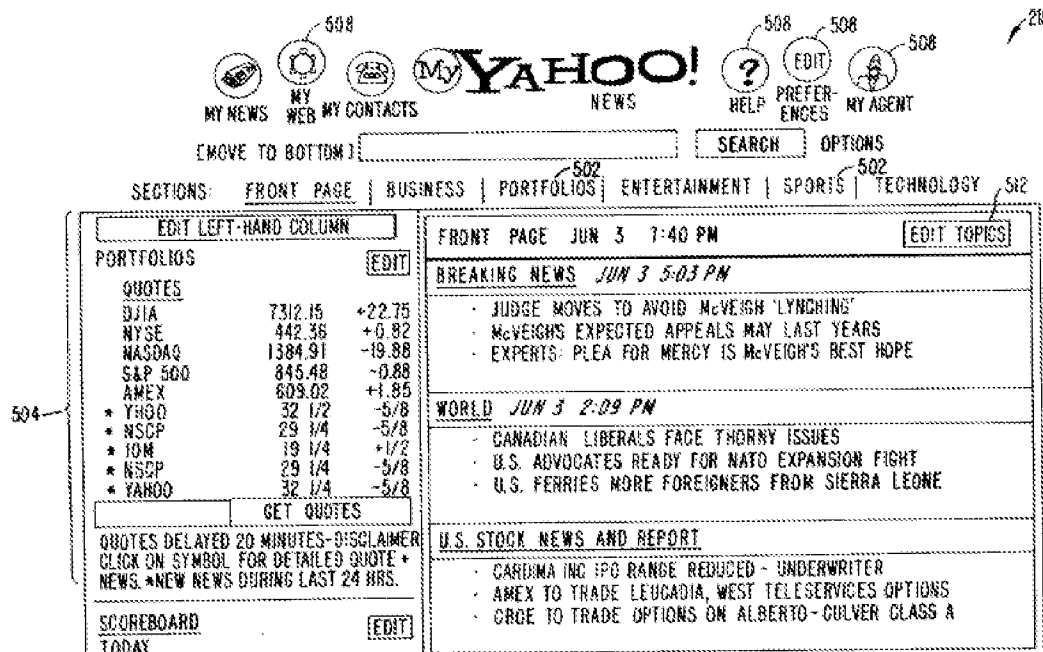 508 508 508 508 21
My YAHOO!
? EDIT
MY NEWS MY WEB MY CONTACTS NEWS HELP PREFER-ENCES MY AGENT
[MOVE TO BOTTOM] SEARCH OPTIONS
502 502
SECTIONS: FRONT PAGE | BUSINESS | PORTFOLIOS | ENTERTAINMENT | SPORTS | TECHNOLOGY 512
504
EDIT LEFT-HAND COLUMN
PORTFOLIOS EDIT
QUOTES
DJIA 7312.15 +22.75
NYSE 442.36 +0.82
NASDAQ 1384.91 -19.88
S&P 500 845.48 -0.88
AMEX 609.02 +1.85
* YHOO 32 1/2 -5/8
* NSCP 29 1/4 -5/8
* IOM 19 1/4 +1/2
* NSCP 29 1/4 -5/8
* YAHOO 32 1/4 -5/8
GET QUOTES
QUOTES DELAYED 20 MINUTES-DISCLAIMER
CLICK ON SYMBOL FOR DETAILED QUOTE +
NEWS. *NEW NEWS DURING LAST 24 HRS.
SCOREBOARD EDIT
TODAY
FRONT PAGE JUN 3 7:40 PM EDIT TOPICS
BREAKING NEWS JUN 3 5:03 PM
· JUDGE MOVES TO AVOID McVEIGH 'LYNCHING'
· McVEIGH'S EXPECTED APPEALS MAY LAST YEARS
· EXPERTS: PLEA FOR MERCY IS McVEIGH'S BEST HOPE
WORLD JUN 3 2:09 PM
· CANADIAN LIBERALS FACE THORNY ISSUES
· U.S. ADVOCATES READY FOR NATO EXPANSION FIGHT
· U.S. FERRIES MORE FOREIGNERS FROM SIERRA LEONE
U.S. STOCK NEWS AND REPORT
· CARDIMA INC IPO RANGE REDUCED - UNDERWRITER
· AMEX TO TRADE LEUCADIA, WEST TELESERVICES OPTIONS
· CBOE TO TRADE OPTIONS ON ALBERTO-CULVER CLASS A